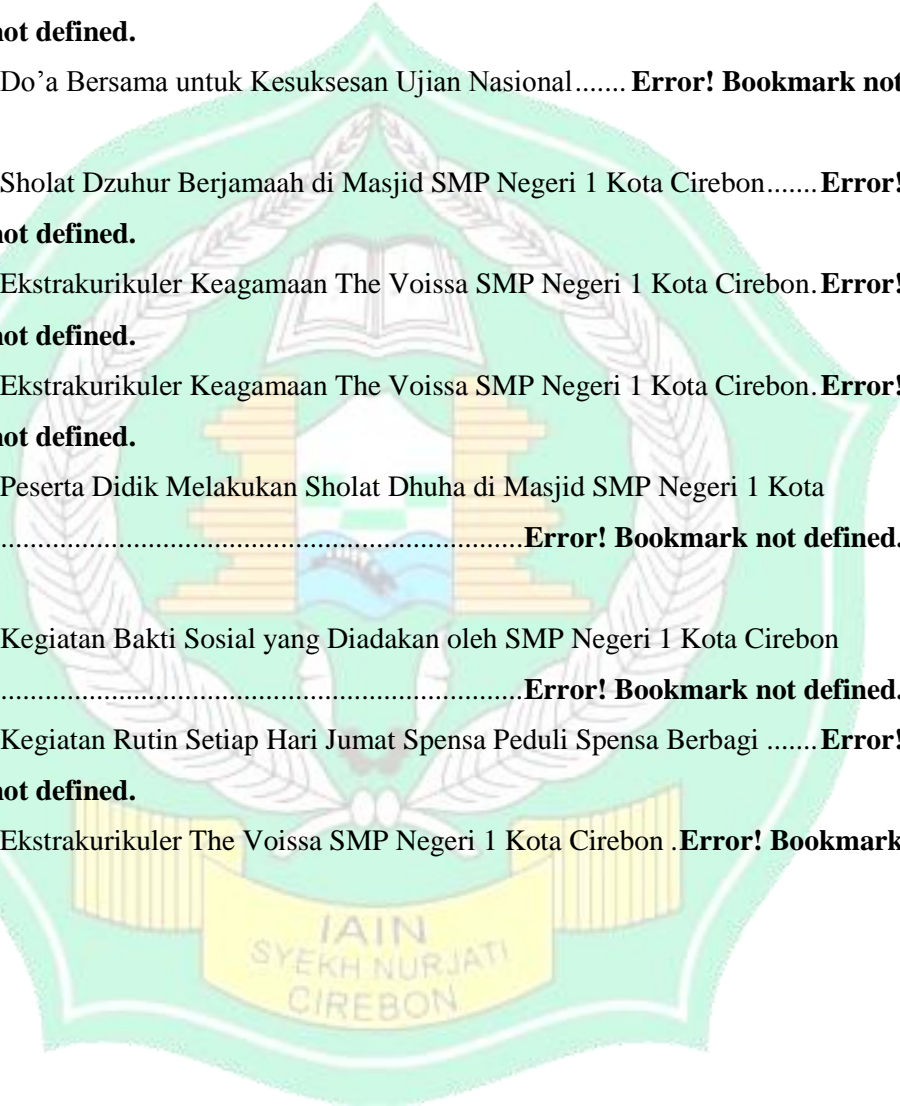 not defined.
Do’a Bersama untuk Kesuksesan Ujian Nasional....... Error! Bookmark not
Sholat Dzuhur Berjamaah di Masjid SMP Negeri 1 Kota Cirebon.......Error!
not defined.
Ekstrakurikuler Keagamaan The Voissa SMP Negeri 1 Kota Cirebon.Error!
not defined.
Ekstrakurikuler Keagamaan The Voissa SMP Negeri 1 Kota Cirebon.Error!
not defined.
Peserta Didik Melakukan Sholat Dhuha di Masjid SMP Negeri 1 Kota
......................................................................Error! Bookmark not defined.
Kegiatan Bakti Sosial yang Diadakan oleh SMP Negeri 1 Kota Cirebon
......................................................................Error! Bookmark not defined.
Kegiatan Rutin Setiap Hari Jumat Spensa Peduli Spensa Berbagi .......Error!
not defined.
Ekstrakurikuler The Voissa SMP Negeri 1 Kota Cirebon .Error! Bookmark
IAIN
SYEKH NURJATI
CIREBON